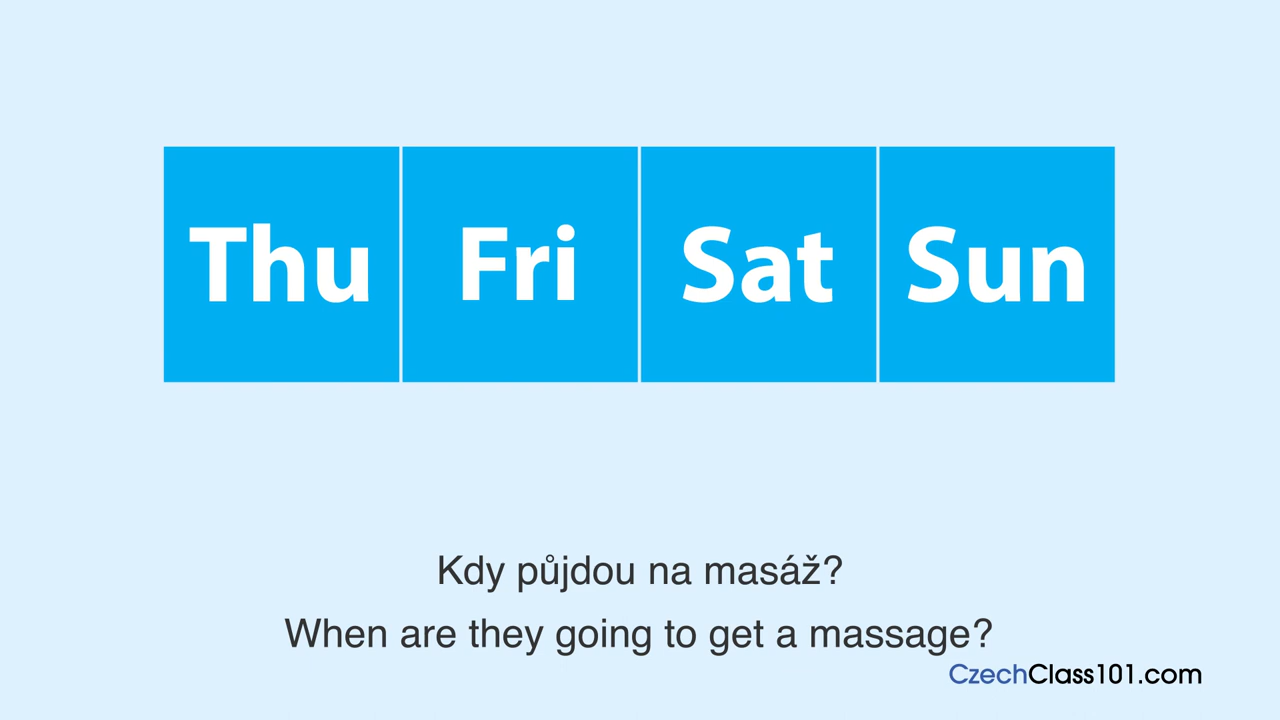 Thu Fri Sat Sun
Kdy půjdou na masáž?
When are they going to get a massage?
CzechClass101.com